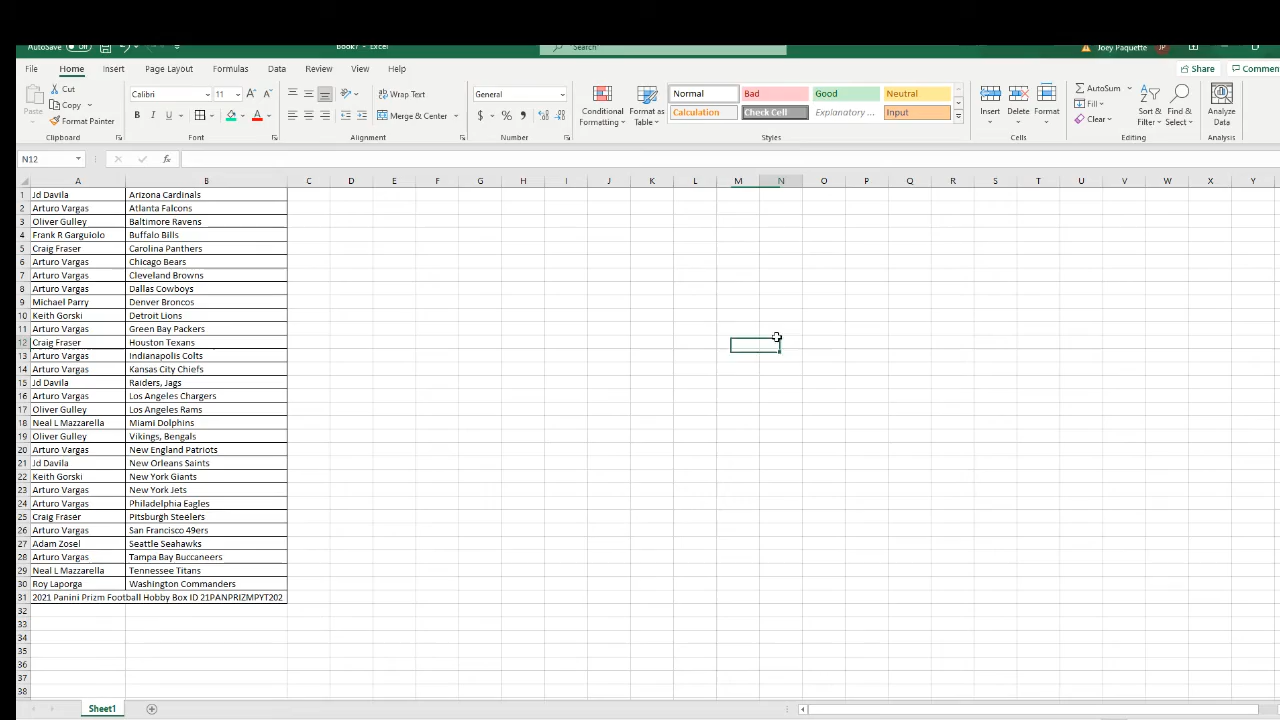 AutoSave Off Book7 - Excel Search Joey Paquette JP
File Home Insert Page Layout Formulas Data Review View Help Share Commen
Cut
Copy
Format Painter
Paste
Clipboard
Calibri 11
B I U
Font
Wrap Text
Merge & Center
Alignment
General
$ % ,
Number
Conditional Formatting
Format as Table
Normal Bad Good Neutral
Calculation Check Cell Explanatory ... Input
Styles
Insert Delete Format
Cells
AutoSum
Fill
Clear
Sort & Filter
Find & Select
Editing
Analyze Data
Analysis
N12 fx
A B C D E F G H I J K L M N O P Q R S T U V W X Y
1 Jd Davila Arizona Cardinals
2 Arturo Vargas Atlanta Falcons
3 Oliver Gulley Baltimore Ravens
4 Frank R Garguiolo Buffalo Bills
5 Craig Fraser Carolina Panthers
6 Arturo Vargas Chicago Bears
7 Arturo Vargas Cleveland Browns
8 Arturo Vargas Dallas Cowboys
9 Michael Parry Denver Broncos
10 Keith Gorski Detroit Lions
11 Arturo Vargas Green Bay Packers
12 Craig Fraser Houston Texans
13 Arturo Vargas Indianapolis Colts
14 Arturo Vargas Kansas City Chiefs
15 Jd Davila Raiders, Jags
16 Arturo Vargas Los Angeles Chargers
17 Oliver Gulley Los Angeles Rams
18 Neal L Mazzarella Miami Dolphins
19 Oliver Gulley Vikings, Bengals
20 Arturo Vargas New England Patriots
21 Jd Davila New Orleans Saints
22 Keith Gorski New York Giants
23 Arturo Vargas New York Jets
24 Arturo Vargas Philadelphia Eagles
25 Craig Fraser Pitsburgh Steelers
26 Arturo Vargas San Francisco 49ers
27 Adam Zosel Seattle Seahawks
28 Arturo Vargas Tampa Bay Buccaneers
29 Neal L Mazzarella Tennessee Titans
30 Roy Laporga Washington Commanders
31 2021 Panini Prizm Football Hobby Box ID 21PANPRIZMPYT202
32
33
34
35
36
37
38
Sheet1